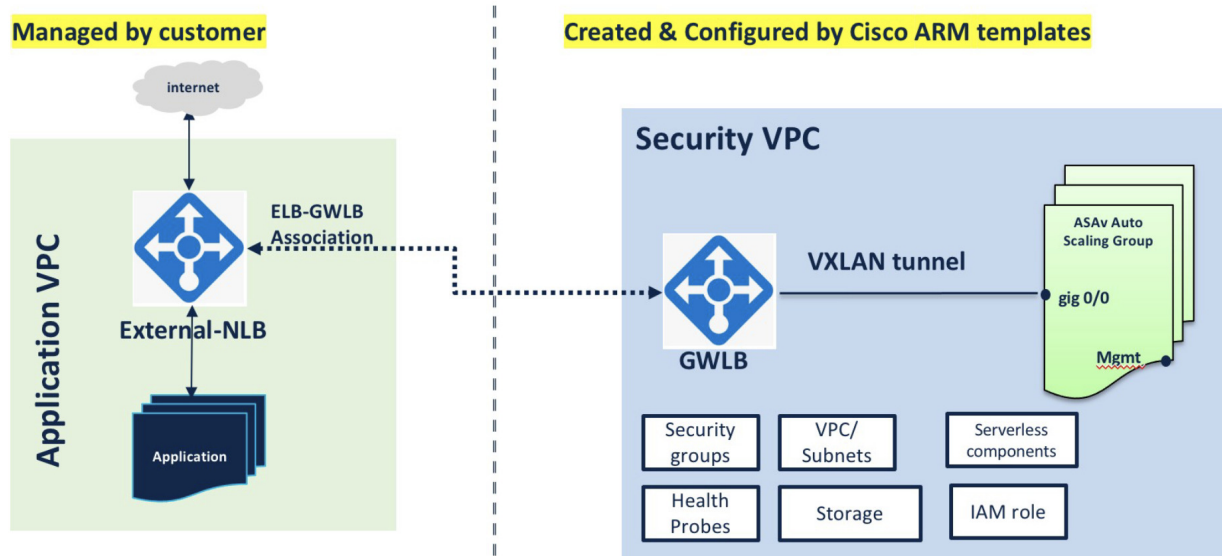 Managed by customer
internet
Application VPC
ELB-GWLB
Association
External-NLB
Application
Created & Configured by Cisco ARM templates
Security VPC
GWLB
VXLAN tunnel
ASAv Auto
Scaling Group
gig 0/0
Mgmt
Security
groups
VPC/
Subnets
Serverless
components
Health
Probes
Storage
IAM role